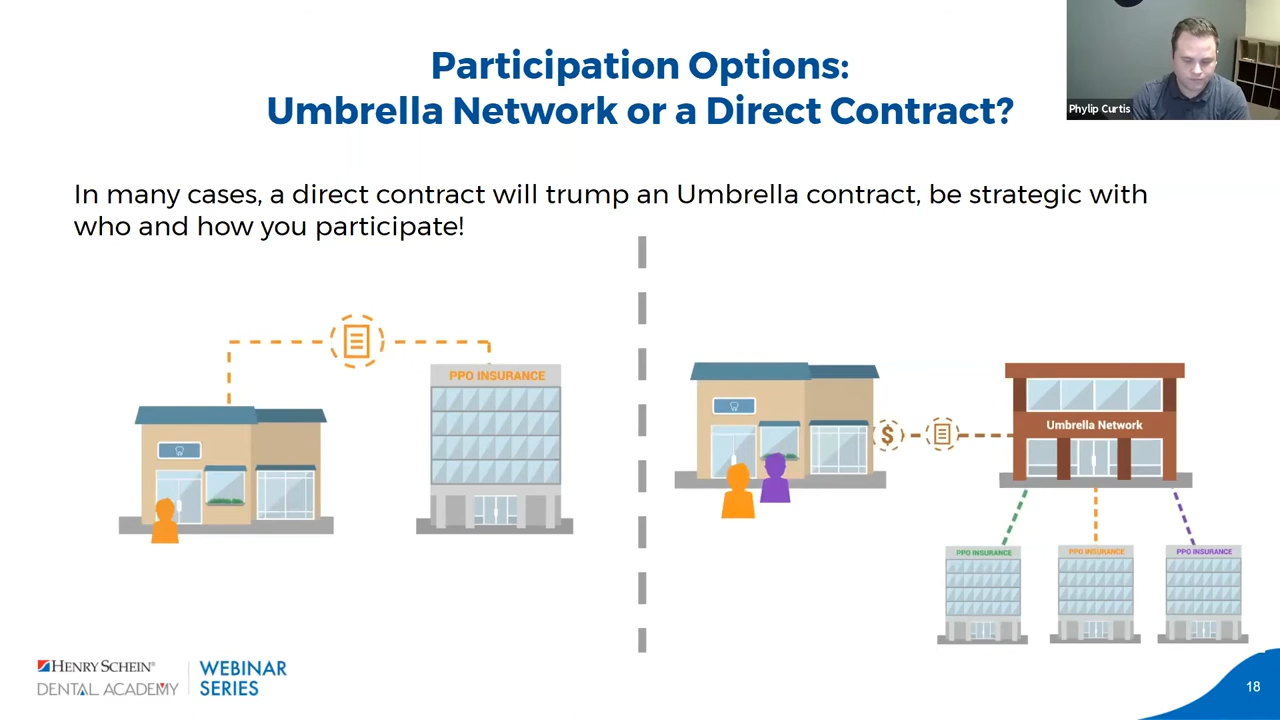 Participation Options:
Umbrella Network or a Direct Contract?
Phylip Curtis
In many cases, a direct contract will trump an Umbrella contract, be strategic with
who and how you participate!
PPO INSURANCE
$
Umbrella Network
PPO INSURANCE
PPO INSURANCE
PPO INSURANCE
HENRY SCHEIN®
DENTAL ACADEMY
WEBINAR
SERIES
18